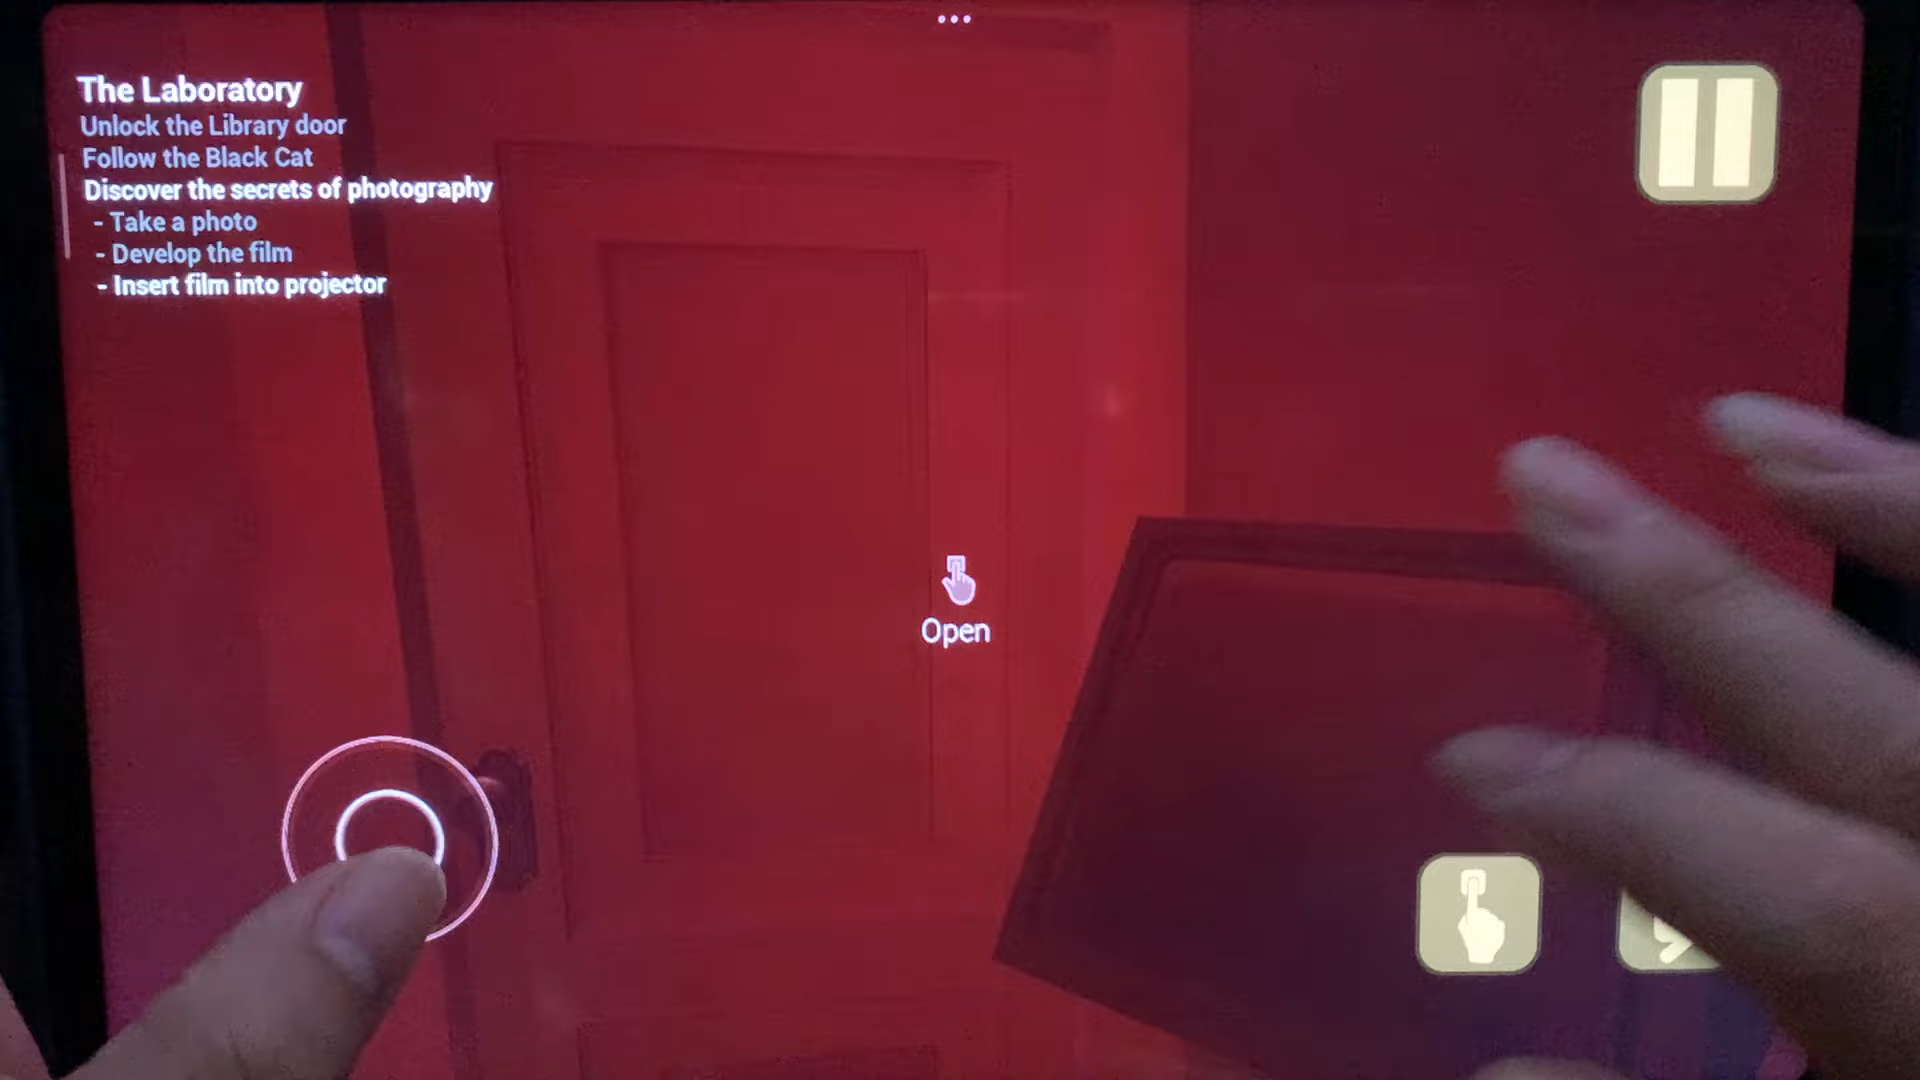 The Laboratory
Unlock the Library door
Follow the Black Cat
Discover the secrets of photography
- Take a photo
- Develop the film
- Insert film into projector
Open